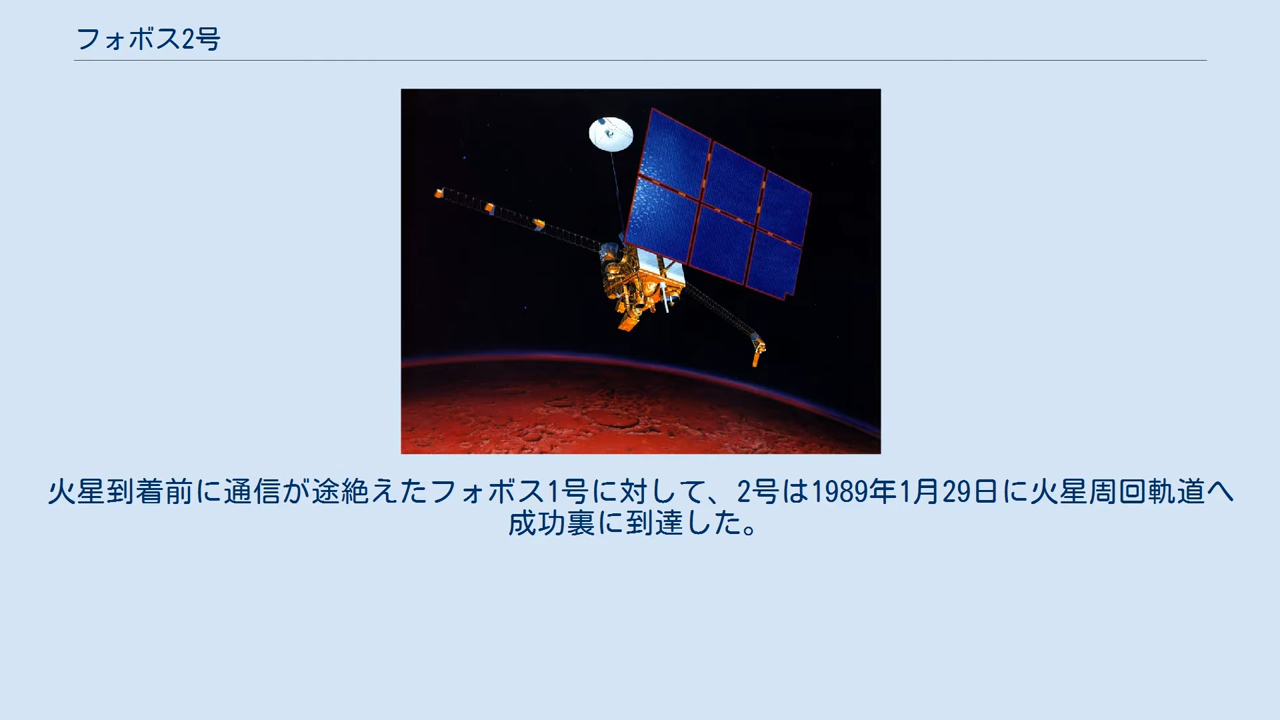 フォボス2号
火星到着前に通信が途絶えたフォボス1号に対して、2号は1989年1月29日に火星周回軌道へ
成功裏に到達した。